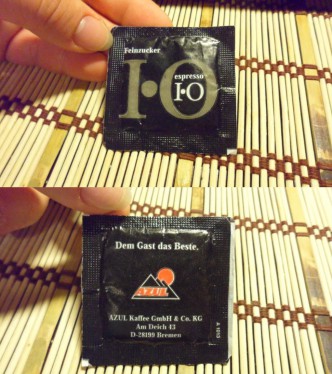 Feinzucker
I·O
espresso
I·O
Dem Gast das Beste.
AZUL
AZUL Kaffee GmbH & Co. KG
Am Deich 43
D-28199 Bremen